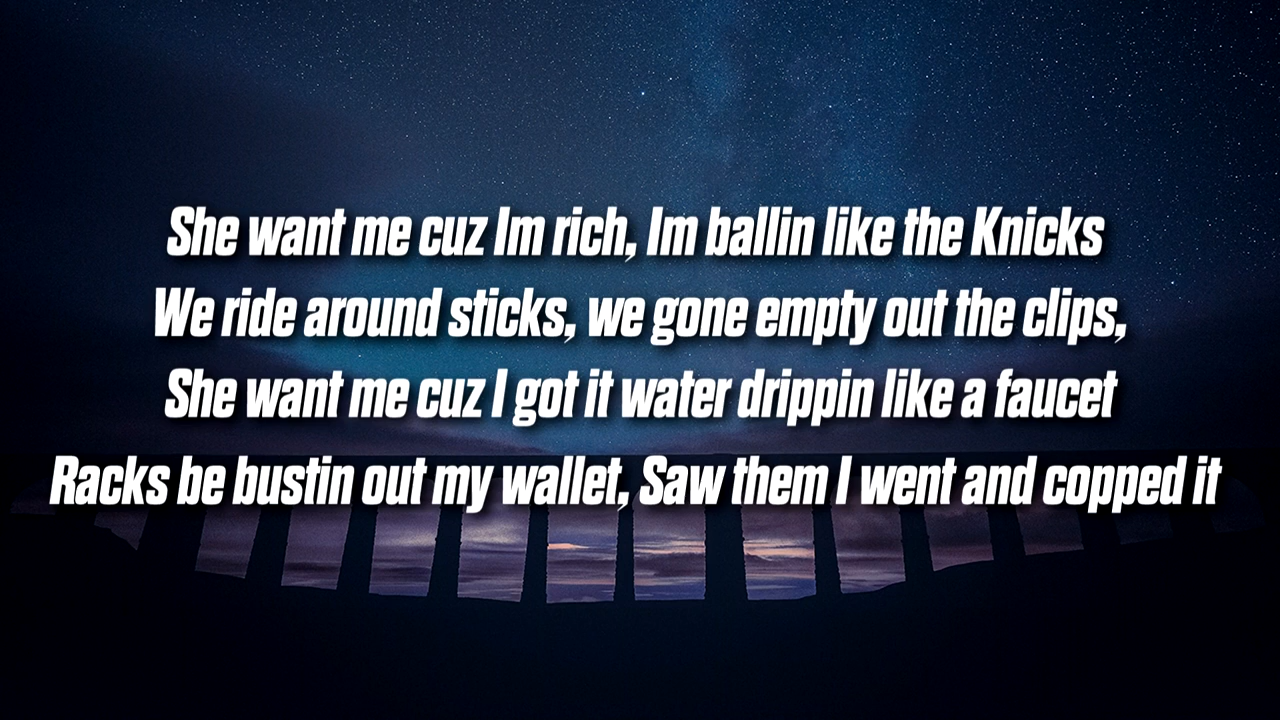 She want me cuz Im rich, Im ballin like the Knicks
We ride around sticks, we gone empty out the clips,
She want me cuz I got it water drippin like a faucet
Racks be bustin out my wallet, Saw them I went and copped it